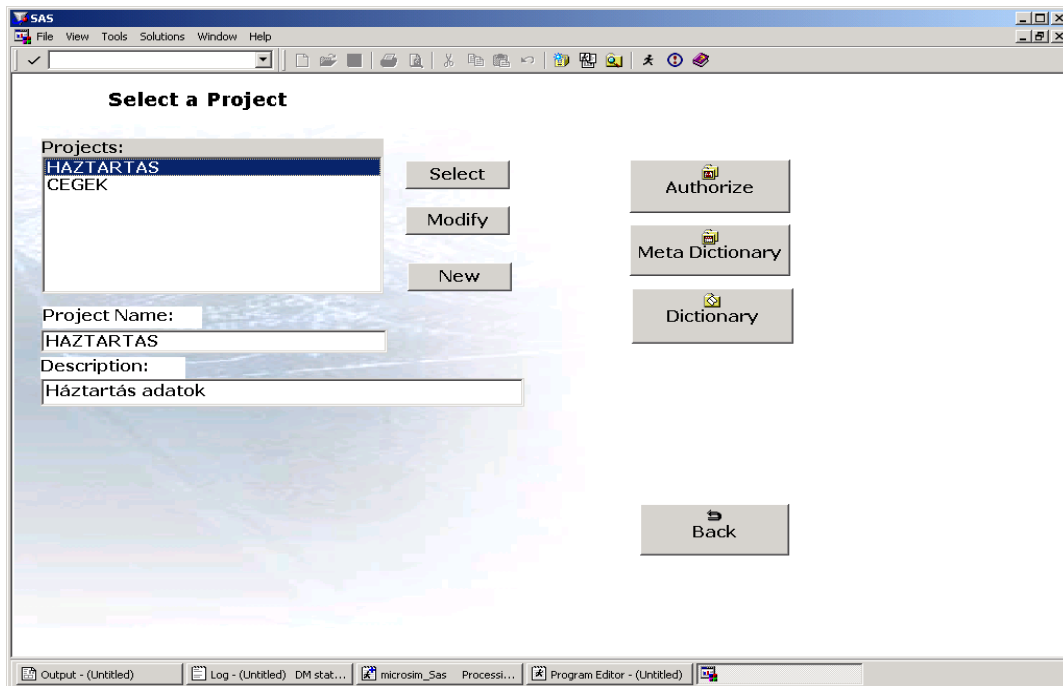 SAS
File View Tools Solutions Window Help
Select a Project
Projects:
HAZTARTAS
CEGEK
Select
Modify
New
Authorize
Meta Dictionary
Dictionary
Project Name:
HAZTARTAS
Description:
Háztartás adatok
Back
Output - (Untitled) Log - (Untitled) DM stat... microsim_Sas Processi... Program Editor - (Untitled)